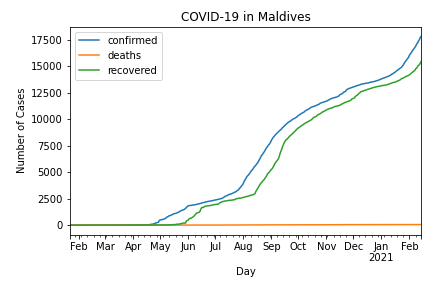 COVID-19 in Maldives
confirmed
deaths
recovered
Number of Cases
17500
15000
12500
10000
7500
5000
2500
0
Feb Mar Apr May Jun Jul Aug Sep Oct Nov Dec Jan Feb
2021
Day